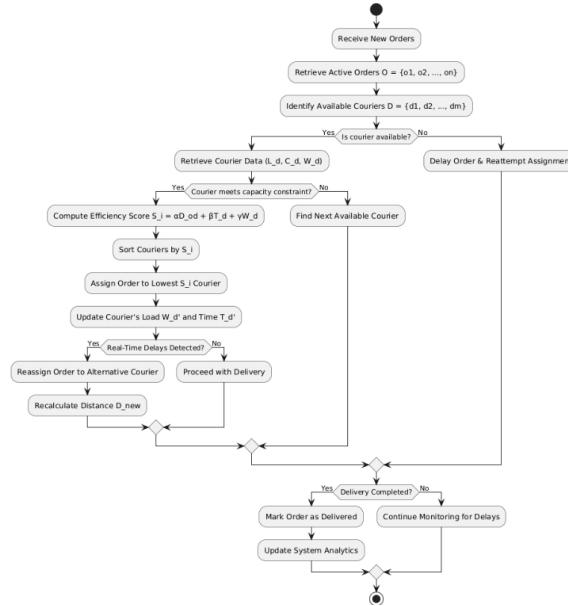 Receive New Orders
Retrieve Active Orders O = {o1, o2, ..., on}
Identify Available Couriers D = {d1, d2, ..., dm}
Yes
Is courier available?
No
Retrieve Courier Data (L_d, C_d, W_d)
Delay Order & Reattempt Assignment
Yes
Courier meets capacity constraint?
No
Compute Efficiency Score S_i = αD_od + βT_d + γW_d
Find Next Available Courier
Sort Couriers by S_i
Assign Order to Lowest S_i Courier
Update Courier's Load W_d' and Time T_d'
Yes
Real-Time Delays Detected?
No
Reassign Order to Alternative Courier
Proceed with Delivery
Recalculate Distance D_new
Yes
Delivery Completed?
No
Mark Order as Delivered
Continue Monitoring for Delays
Update System Analytics